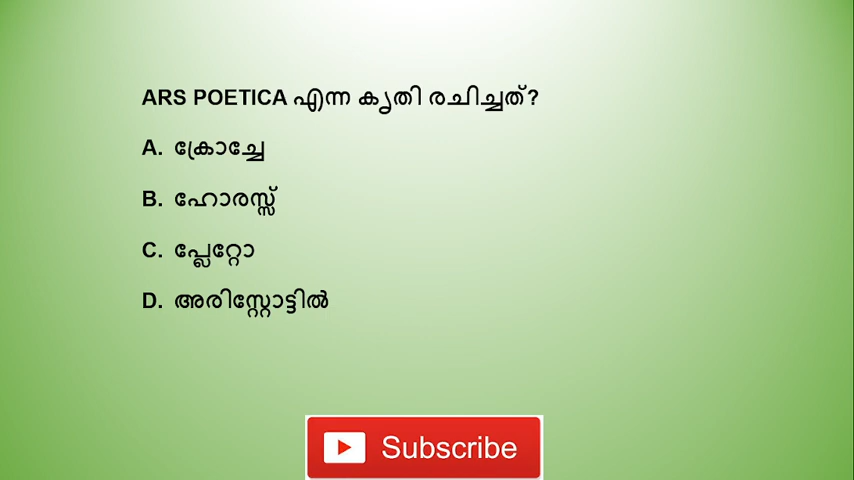 ARS POETICA എന്ന കൃതി രചിച്ചത്?
A. ക്രോച്ചേ
B. ഹോരസ്സ്
C. പ്ലേറ്റോ
D. അരിസ്റ്റോട്ടിൽ
Subscribe